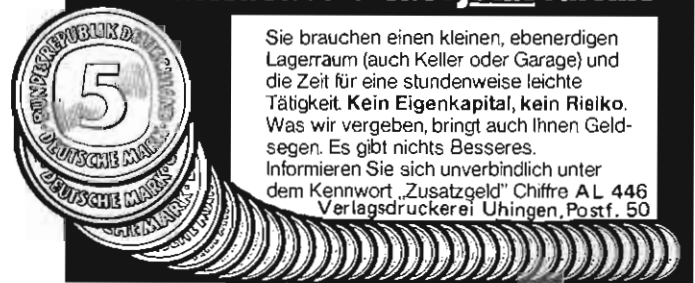 Sie brauchen einen kleinen, ebenerdigen
Lagerraum (auch Keller oder Garage) und
die Zeit für eine stundenweise leichte
Tätigkeit. Kein Eigenkapital, kein Risiko.
Was wir vergeben, bringt auch Ihnen Geld-
segen. Es gibt nichts Besseres.
Informieren Sie sich unverbindlich unter
dem Kennwort „Zusatzgeld" Chiffre AL 446
Verlagsdruckerei Uhingen, Postf. 50
BUNDESREPUBLIK DEUTSCHLAND
5
DEUTSCHE MARK
DEUTSCHE MARK